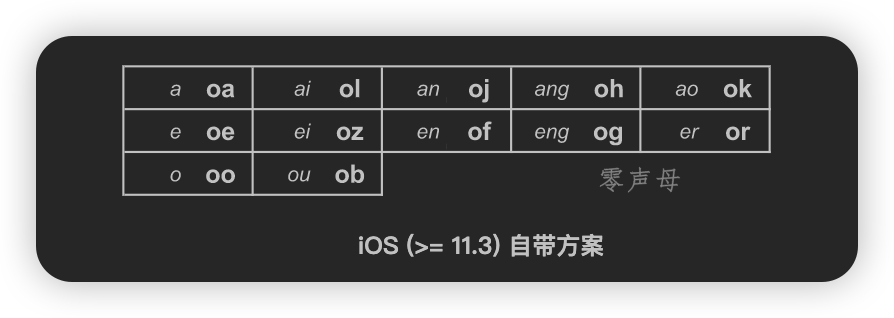 a oa ai ol an oj ang oh ao ok
e oe ei oz en of eng og er or
o oo ou ob 零声母
iOS (>= 11.3) 自带方案